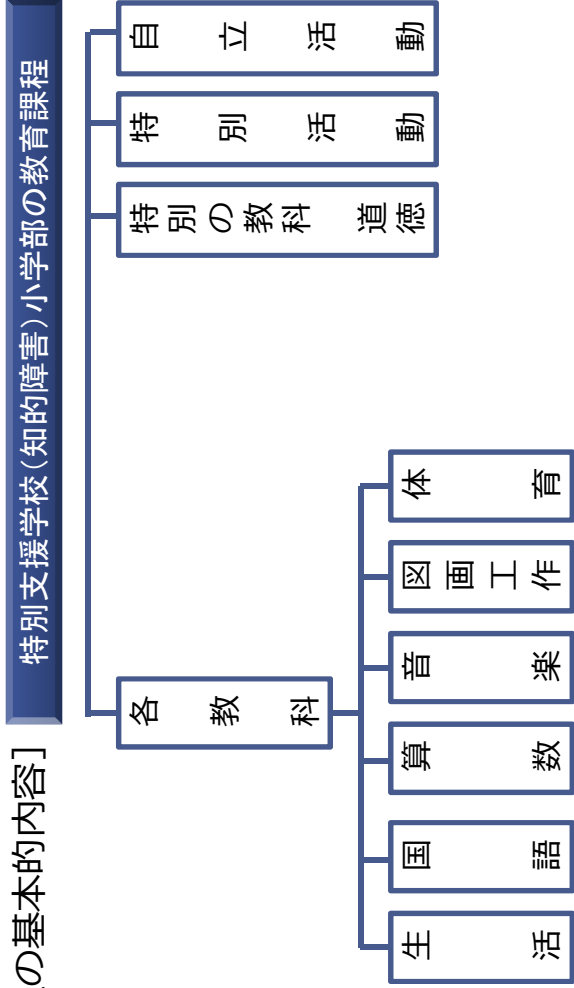 の基本的内容]
特別支援学校(知的障害)小学部の教育課程
各教科
特別の教科 道徳
特別活動
自立活動
生活
国語
算数
音楽
図画工作
体育